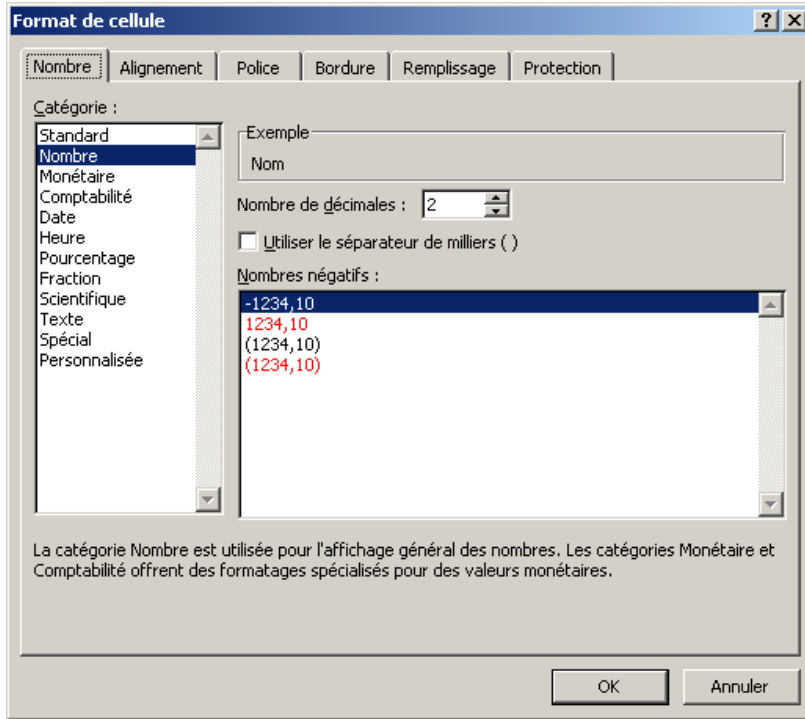 Format de cellule
Nombre Alignement Police Bordure Remplissage Protection
Catégorie :
Standard
Nombre
Monétaire
Comptabilité
Date
Heure
Pourcentage
Fraction
Scientifique
Texte
Spécial
Personnalisée
Exemple
Nom
Nombre de décimales : 2
Utiliser le séparateur de milliers ( )
Nombres négatifs :
-1234,10
1234,10
(1234,10)
(1234,10)
La catégorie Nombre est utilisée pour l'affichage général des nombres. Les catégories Monétaire et
Comptabilité offrent des formatages spécialisés pour des valeurs monétaires.
OK Annuler